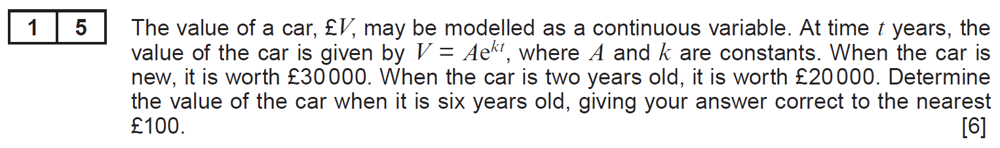 1 5 The value of a car, £V, may be modelled as a continuous variable. At time t years, the
value of the car is given by V = Ae^{kt}, where A and k are constants. When the car is
new, it is worth £30 000. When the car is two years old, it is worth £20 000. Determine
the value of the car when it is six years old, giving your answer correct to the nearest
£100. [6]